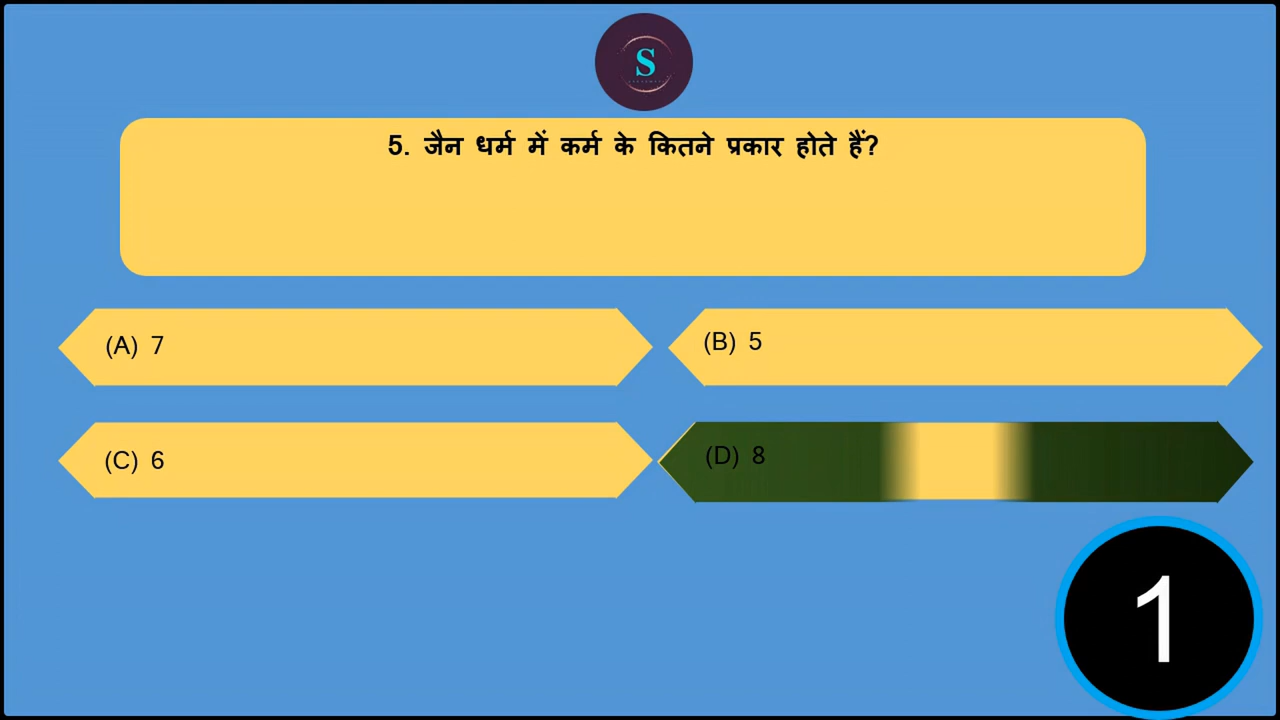 S
5. जैन धर्म में कर्म के कितने प्रकार होते हैं?
(A) 7
(B) 5
(C) 6
(D) 8
1